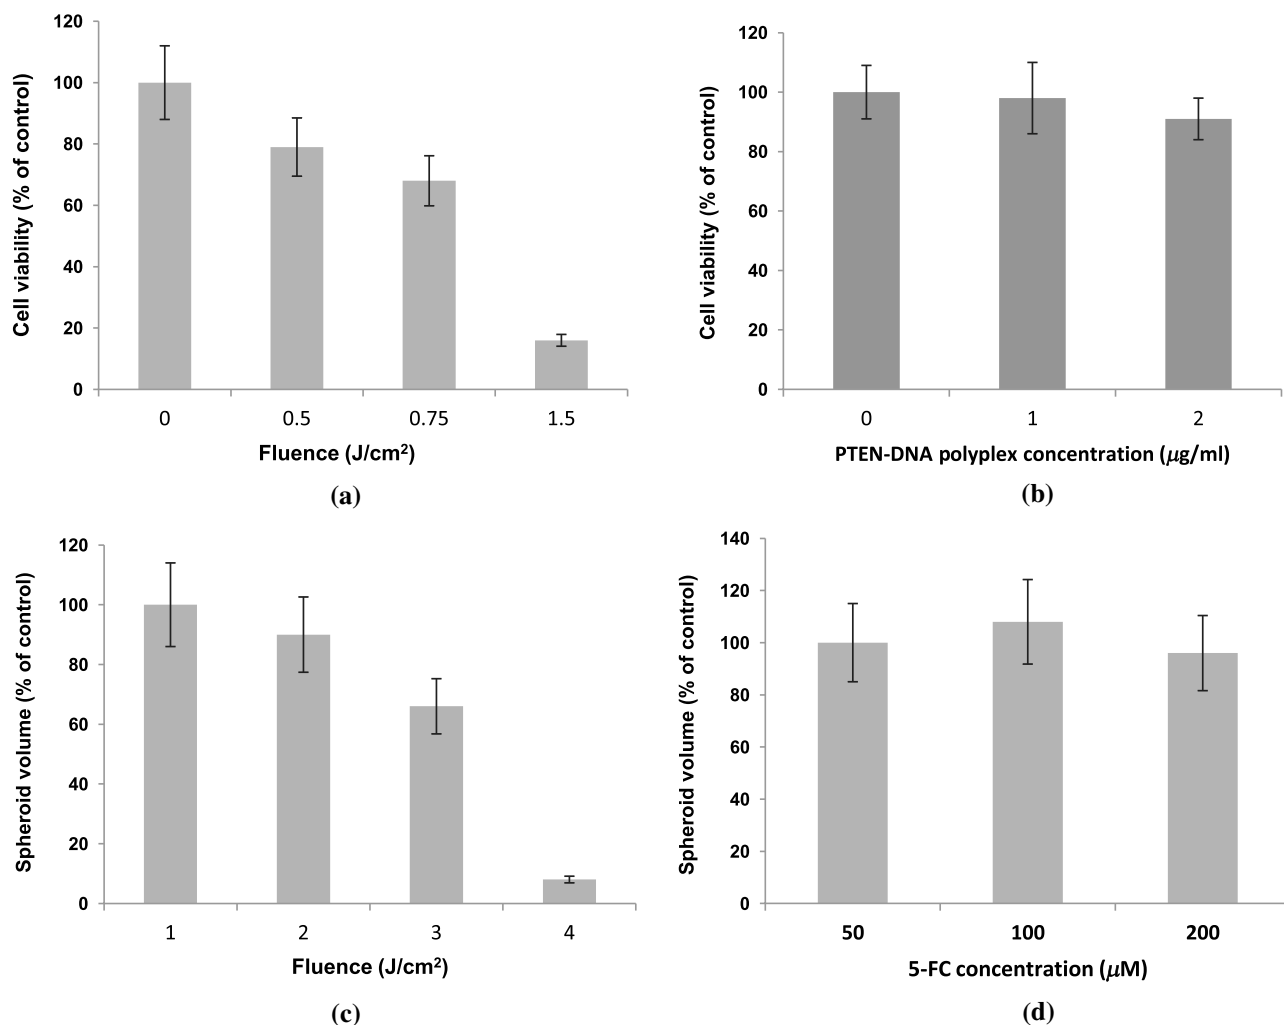 120
100
80
60
40
20
0
Cell viability (% of control)
0 0.5 0.75 1.5
Fluence (J/cm²)
(a)
120
100
80
60
40
20
0
Cell viability (% of control)
0 1 2
PTEN-DNA polyplex concentration (μg/ml)
(b)
120
100
80
60
40
20
0
Spheroid volume (% of control)
1 2 3 4
Fluence (J/cm²)
(c)
140
120
100
80
60
40
20
0
Spheroid volume (% of control)
50 100 200
5-FC concentration (μM)
(d)